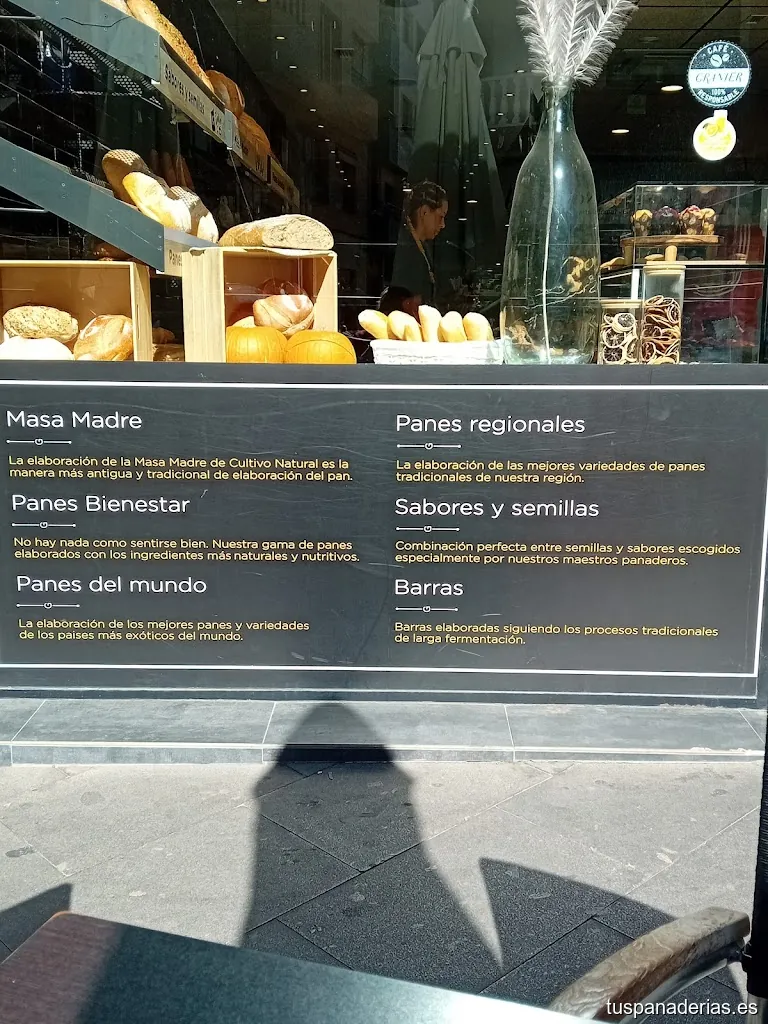 Sabores y semillas
CAFÉ
GRANIER
100%
RESPONSABLE
Panes
Masa Madre
La elaboración de la Masa Madre de Cultivo Natural es la
manera más antigua y tradicional de elaboración del pan.
Panes Bienestar
No hay nada como sentirse bien. Nuestra gama de panes
elaborados con los ingredientes más naturales y nutritivos.
Panes del mundo
La elaboración de los mejores panes y variedades
de los paises más exóticos del mundo.
Panes regionales
La elaboración de las mejores variedades de panes
tradicionales de nuestra región.
Sabores y semillas
Combinación perfecta entre semillas y sabores escogidos
especialmente por nuestros maestros panaderos.
Barras
Barras elaboradas siguiendo los procesos tradicionales
de larga fermentación.
tuspanaderias.es